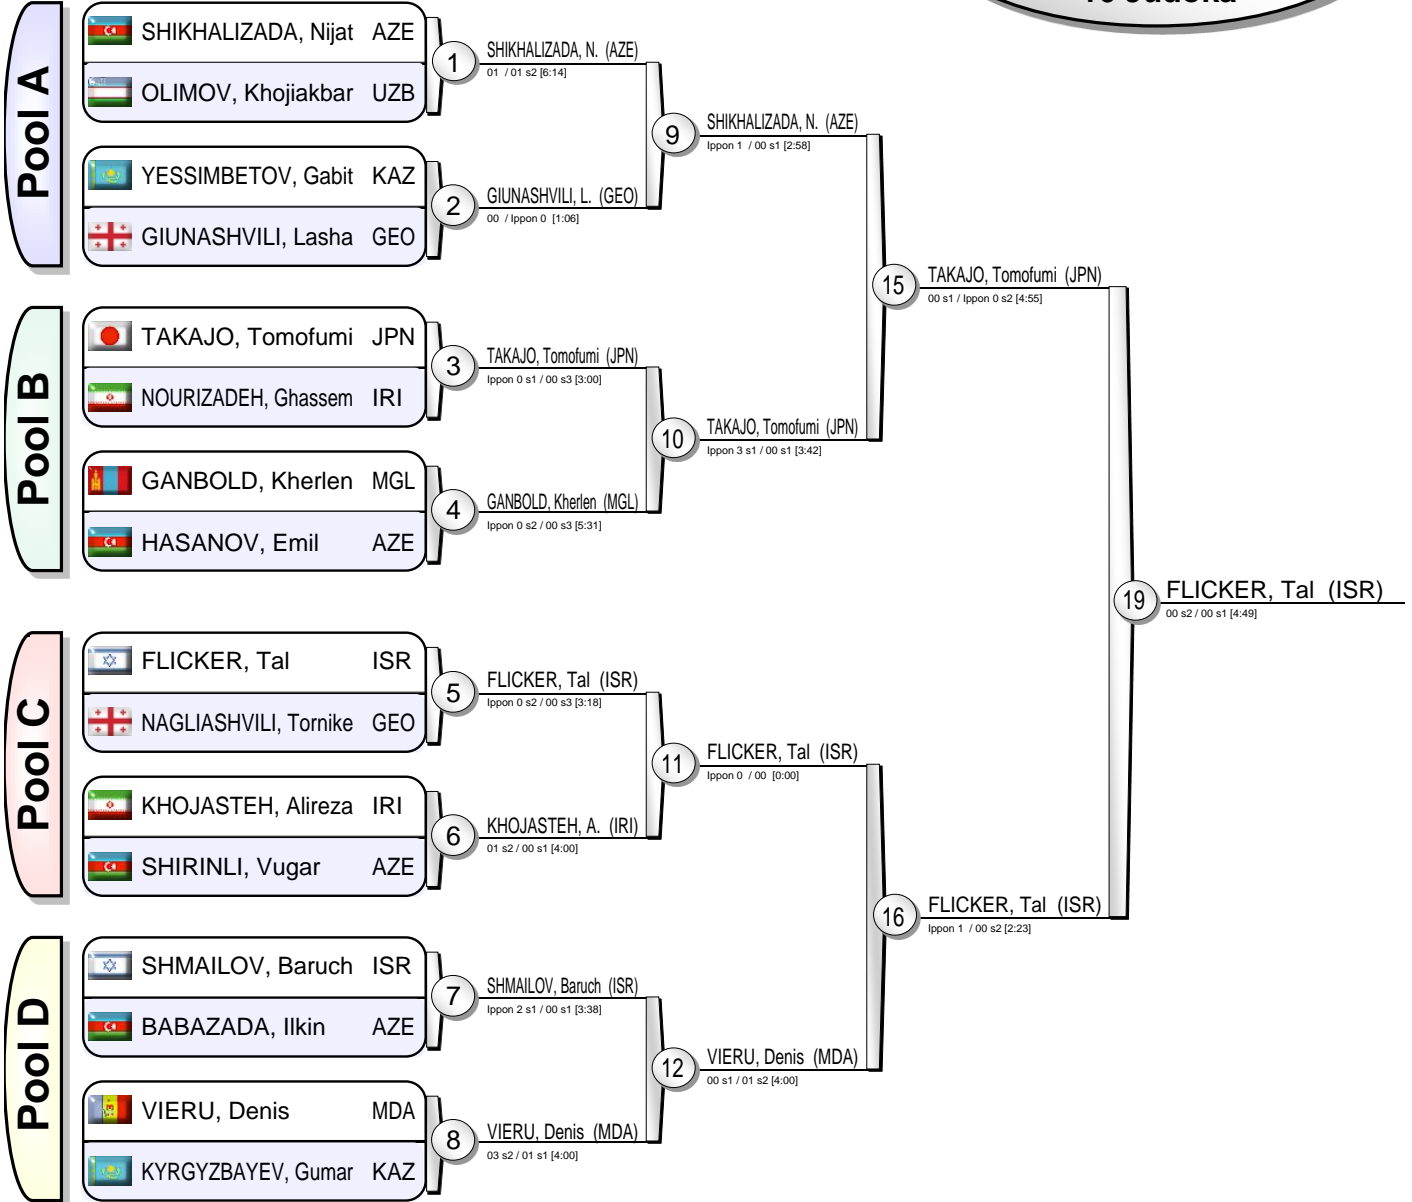 16 Judoka
Pool A
SHIKHALIZADA, Nijat AZE
OLIMOV, Khojiakbar UZB
YESSIMBETOV, Gabit KAZ
GIUNASHVILI, Lasha GEO
Pool B
TAKAJO, Tomofumi JPN
NOURIZADEH, Ghassem IRI
GANBOLD, Kherlen MGL
HASANOV, Emil AZE
Pool C
FLICKER, Tal ISR
NAGLIASHVILI, Tornike GEO
KHOJASTEH, Alireza IRI
SHIRINLI, Vugar AZE
Pool D
SHMAILOV, Baruch ISR
BABAZADA, Ilkin AZE
VIERU, Denis MDA
KYRGYZBAYEV, Gumar KAZ
1
SHIKHALIZADA, N. (AZE)
01 / 01 s2 [6:14]
2
GIUNASHVILI, L. (GEO)
00 / Ippon 0 [1:06]
3
TAKAJO, Tomofumi (JPN)
Ippon 0 s1 / 00 s3 [3:00]
4
GANBOLD, Kherlen (MGL)
Ippon 0 s2 / 00 s3 [5:31]
5
FLICKER, Tal (ISR)
Ippon 0 s2 / 00 s3 [3:18]
6
KHOJASTEH, A. (IRI)
01 s2 / 00 s1 [4:00]
7
SHMAILOV, Baruch (ISR)
Ippon 2 s1 / 00 s1 [3:38]
8
VIERU, Denis (MDA)
03 s2 / 01 s1 [4:00]
9
SHIKHALIZADA, N. (AZE)
Ippon 1 / 00 s1 [2:58]
10
TAKAJO, Tomofumi (JPN)
Ippon 3 s1 / 00 s1 [3:42]
11
FLICKER, Tal (ISR)
Ippon 0 / 00 [0:00]
12
VIERU, Denis (MDA)
00 s1 / 01 s2 [4:00]
15
TAKAJO, Tomofumi (JPN)
00 s1 / Ippon 0 s2 [4:55]
16
FLICKER, Tal (ISR)
Ippon 1 / 00 s2 [2:23]
19
FLICKER, Tal (ISR)
00 s2 / 00 s1 [4:49]